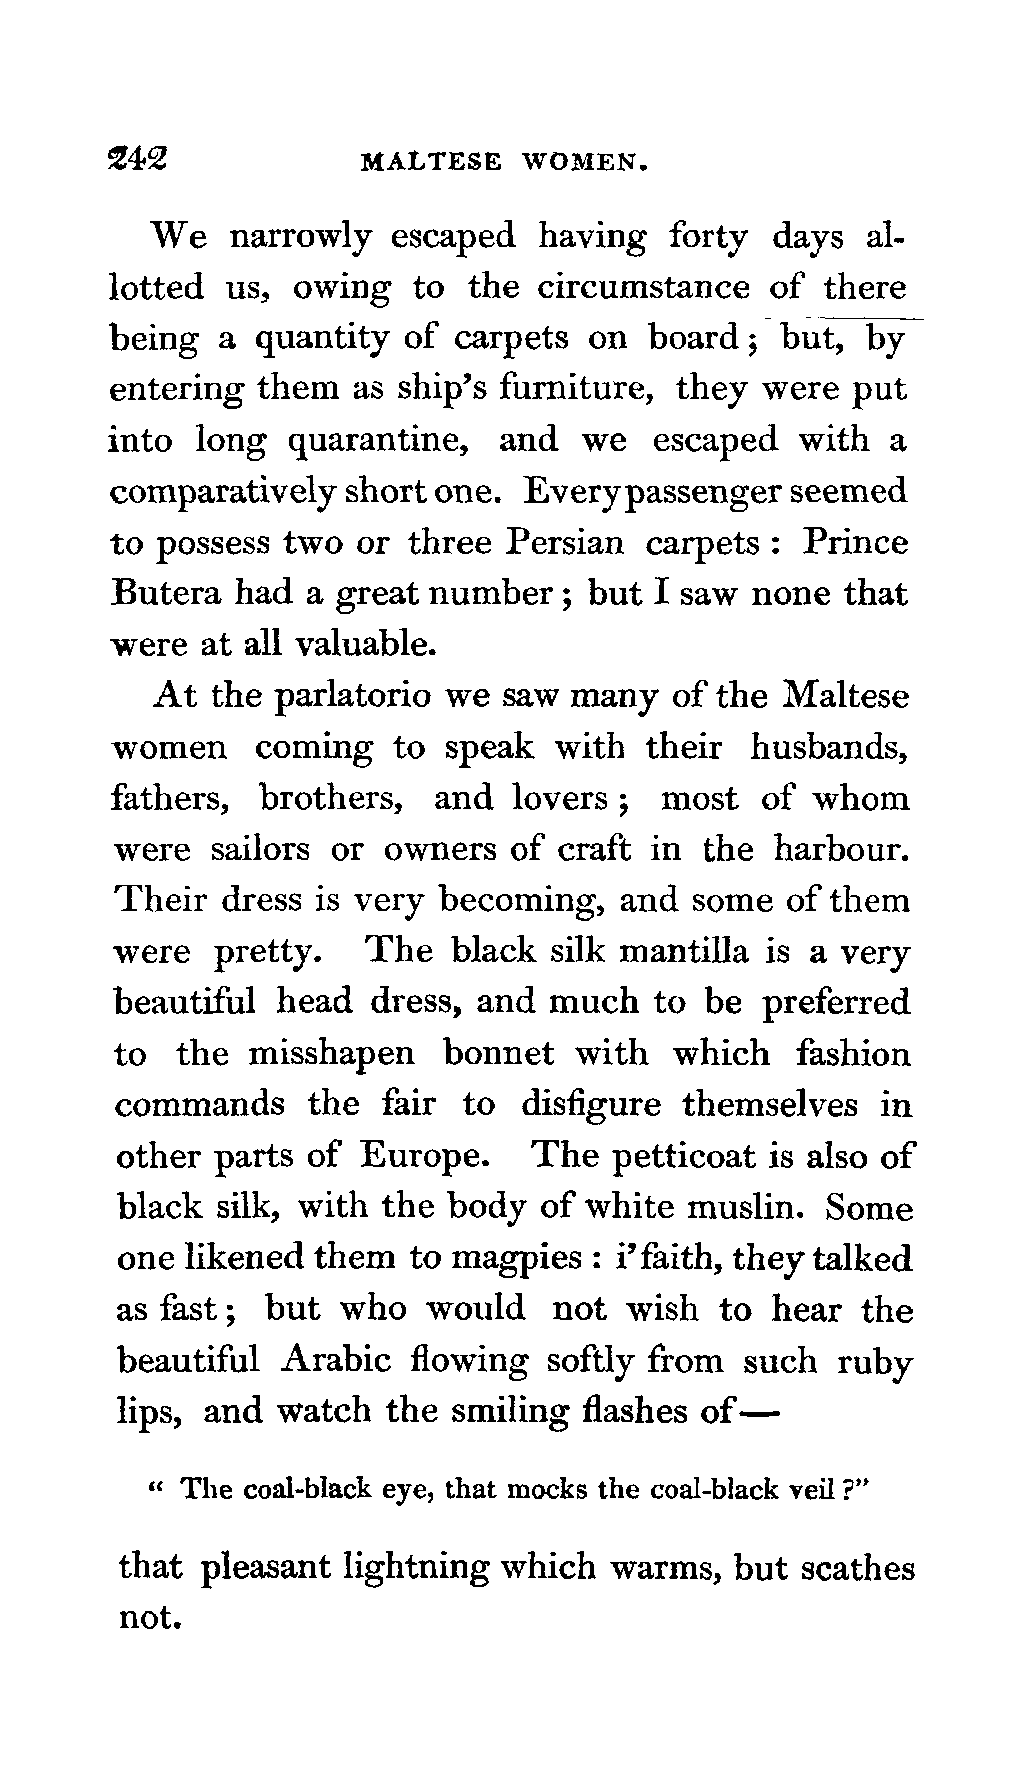 242 MALTESE WOMEN.
We narrowly escaped having forty days al-
lotted us, owing to the circumstance of there
being a quantity of carpets on board; but, by
entering them as ship's furniture, they were put
into long quarantine, and we escaped with a
comparatively short one. Every passenger seemed
to possess two or three Persian carpets : Prince
Butera had a great number; but I saw none that
were at all valuable.
At the parlatorio we saw many of the Maltese
women coming to speak with their husbands,
fathers, brothers, and lovers; most of whom
were sailors or owners of craft in the harbour.
Their dress is very becoming, and some of them
were pretty. The black silk mantilla is a very
beautiful head dress, and much to be preferred
to the misshapen bonnet with which fashion
commands the fair to disfigure themselves in
other parts of Europe. The petticoat is also of
black silk, with the body of white muslin. Some
one likened them to magpies : i' faith, they talked
as fast; but who would not wish to hear the
beautiful Arabic flowing softly from such ruby
lips, and watch the smiling flashes of—
" The coal-black eye, that mocks the coal-black veil ?"
that pleasant lightning which warms, but scathes
not.